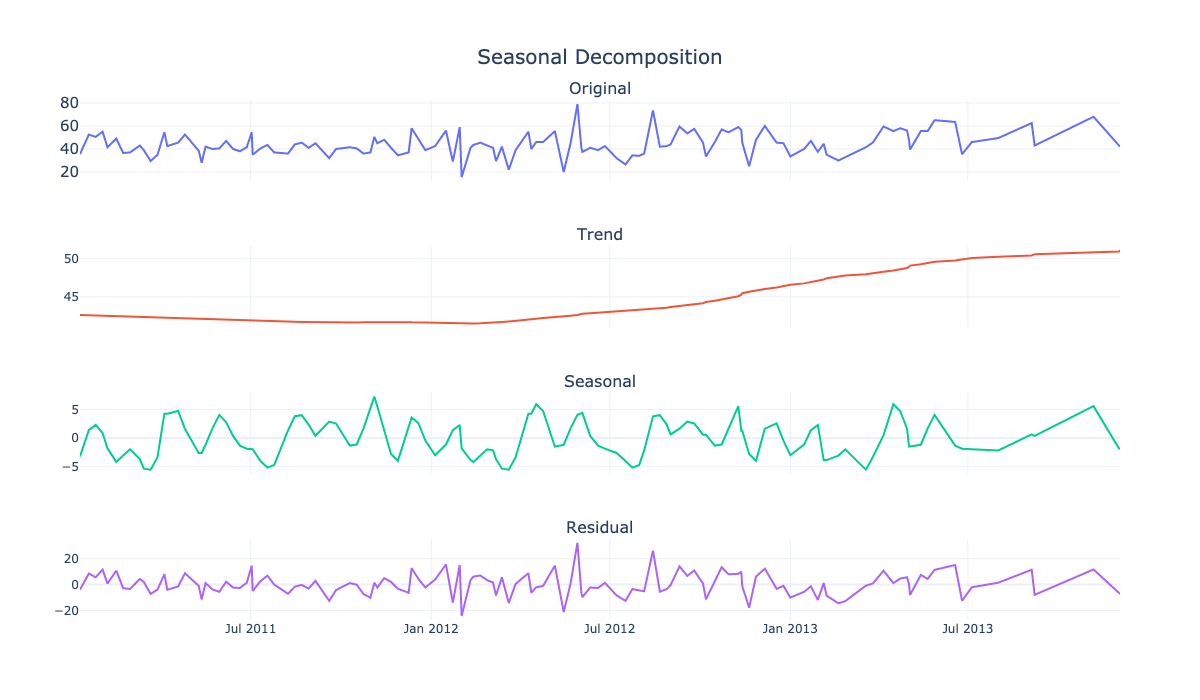 Seasonal Decomposition
Original
80
60
40
20
Trend
50
45
Seasonal
5
0
−5
Residual
20
0
−20
Jul 2011 Jan 2012 Jul 2012 Jan 2013 Jul 2013